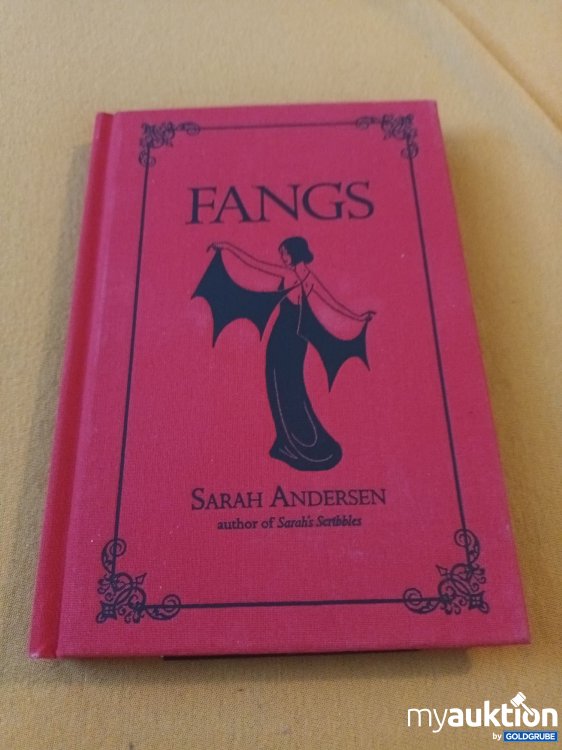 FANGS
SARAH ANDERSEN
author of Sarah's Scribbles
myauktion
by GOLDGRUBE